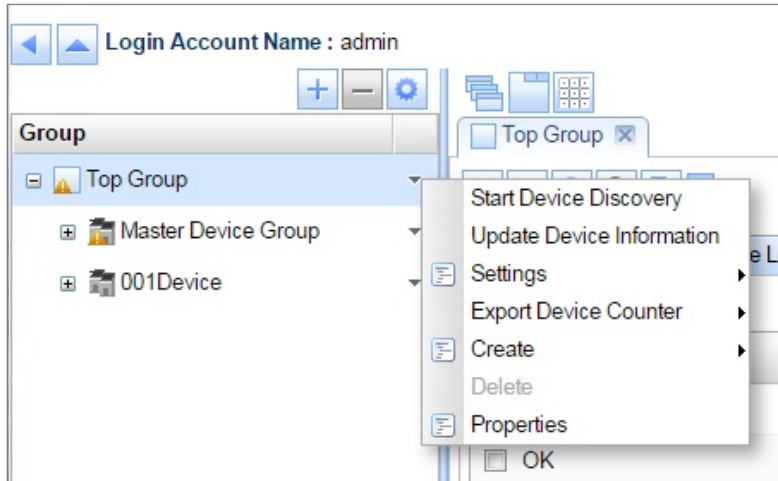 Login Account Name : admin
Group
Top Group
Top Group
Start Device Discovery
Master Device Group
Update Device Information
e L
001Device
Settings
Export Device Counter
Create
Delete
Properties
OK